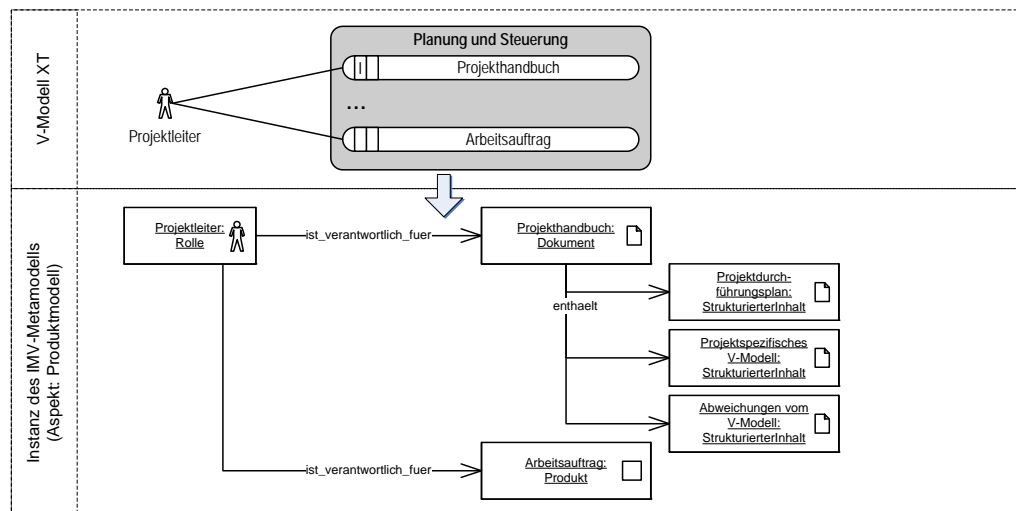 V-Modell XT
Planung und Steuerung
Projekthandbuch
...
Arbeitsauftrag
Projektleiter
Instanz des IMV-Metamodells
(Aspekt: Produktmodell)
Projektleiter:
Rolle
ist_verantwortlich_fuer
Projekthandbuch:
Dokument
enthaelt
Projektdurch-
führungsplan:
StrukturierterInhalt
Projektspezifisches
V-Modell:
StrukturierterInhalt
Abweichungen vom
V-Modell:
StrukturierterInhalt
ist_verantwortlich_fuer
Arbeitsauftrag:
Produkt